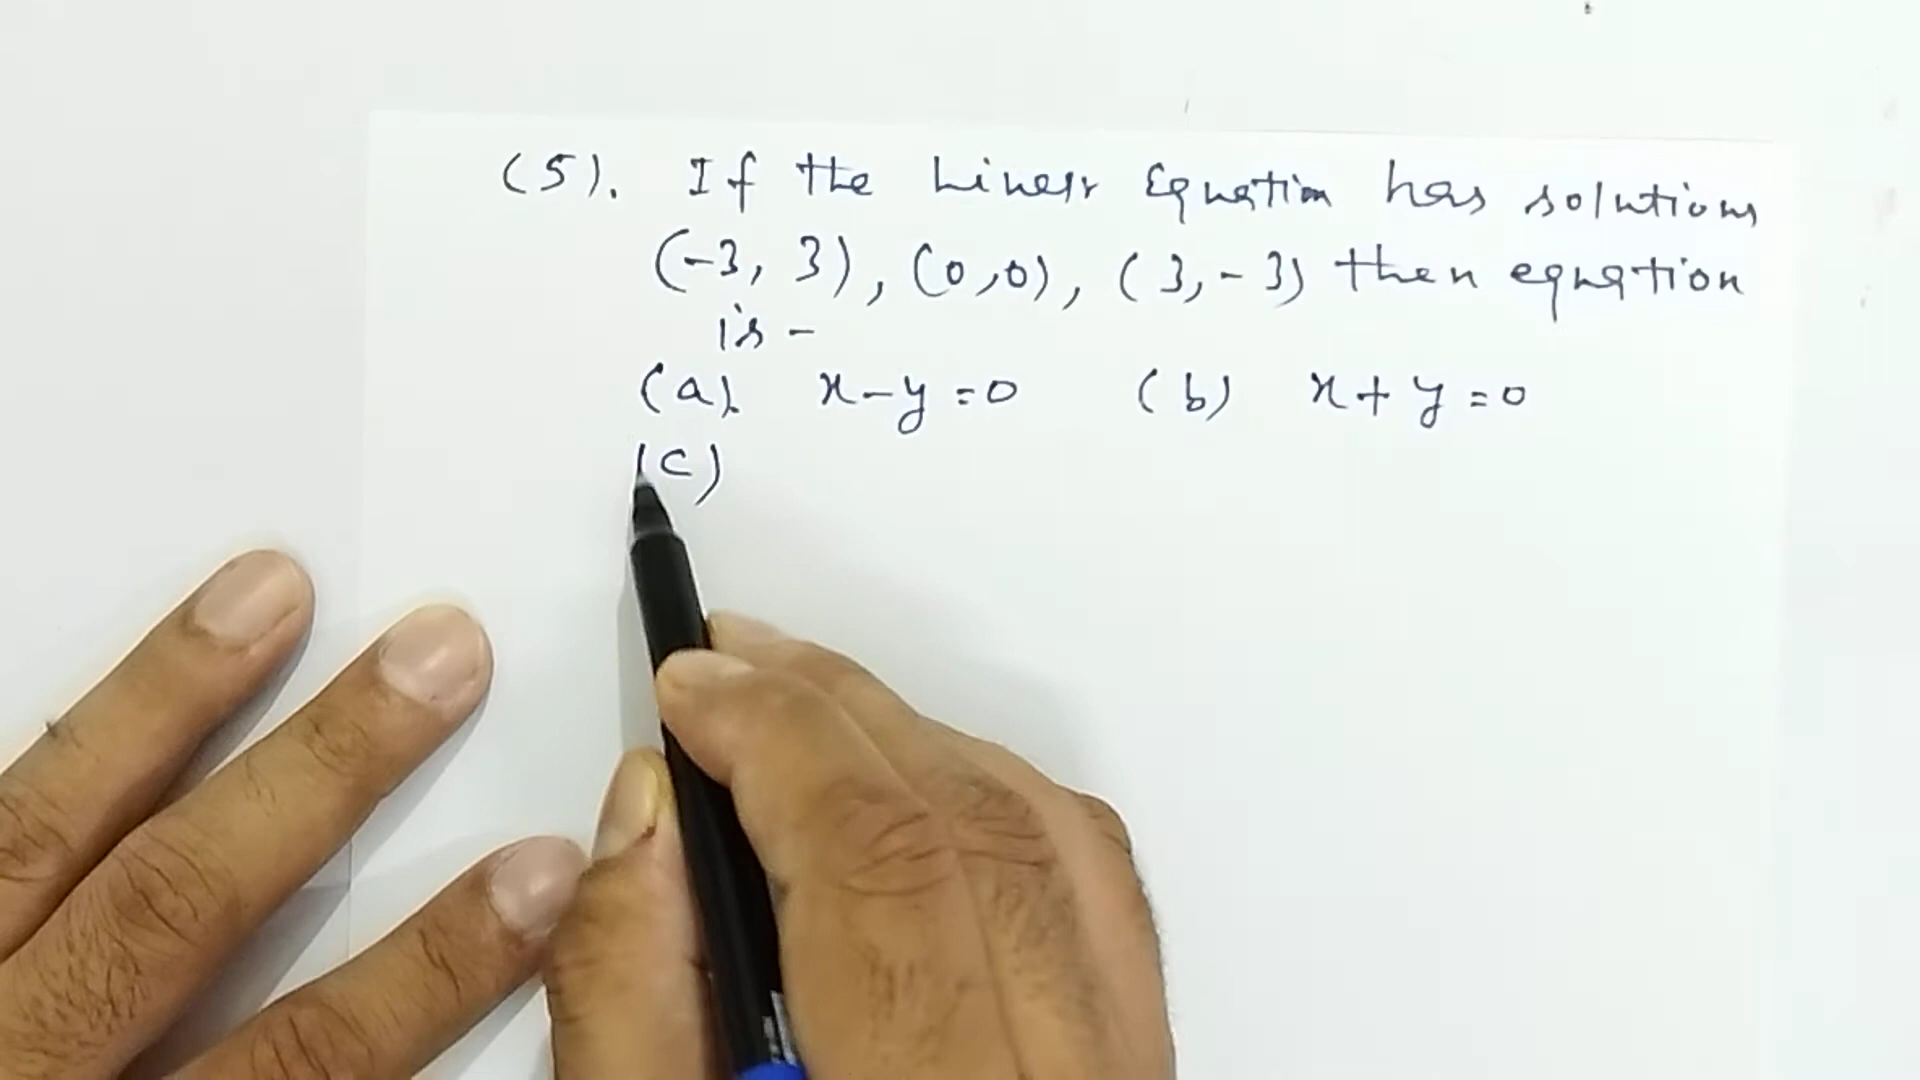 (5). If the Linear Equation has solutions
(-3, 3), (0,0), (3,-3) then equation
is -
(a). x-y=0 (b) x+y=0
(c)